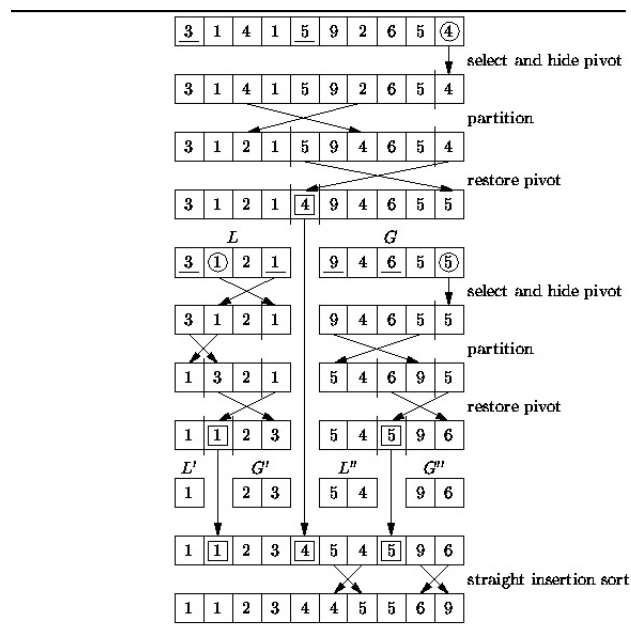 3 1 4 1 5 9 2 6 5 4
select and hide pivot
3 1 4 1 5 9 2 6 5 4
partition
3 1 2 1 5 9 4 6 5 4
restore pivot
3 1 2 1 4 9 4 6 5 5
L G
3 1 2 1 9 4 6 5 5
select and hide pivot
3 1 2 1 9 4 6 5 5
partition
1 3 2 1 5 4 6 9 5
restore pivot
1 1 2 3 5 4 5 9 6
L' G' L" G"
1 2 3 5 4 9 6
1 1 2 3 4 5 4 5 9 6
straight insertion sort
1 1 2 3 4 4 5 5 6 9